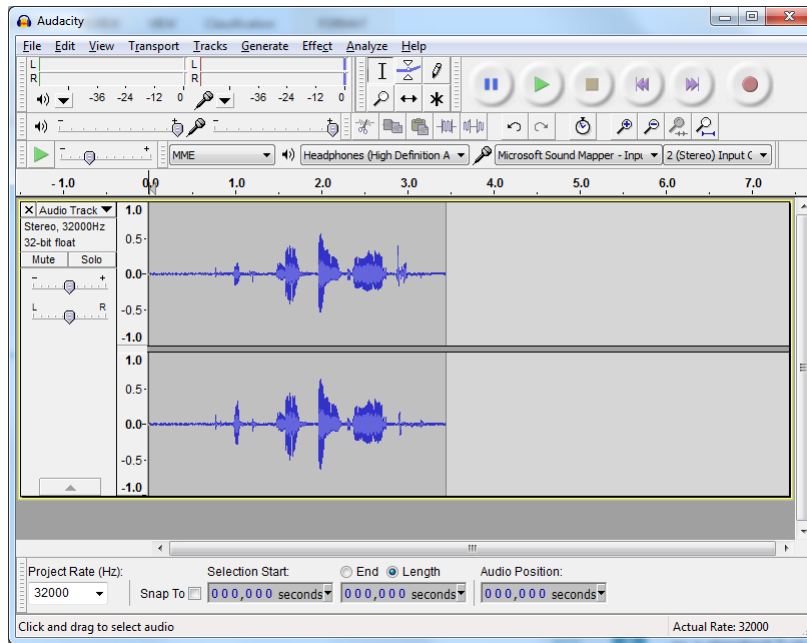 Audacity
File Edit View Transport Tracks Generate Effect Analyze Help
L L
R R
-36 -24 -12 0 -36 -24 -12 0
MME Headphones (High Definition A Microsoft Sound Mapper - Inpu 2 (Stereo) Input C
- 1.0 0.0 1.0 2.0 3.0 4.0 5.0 6.0 7.0
Audio Track 1.0
Stereo, 32000Hz
32-bit float 0.5
Mute Solo
- + 0.0
L R -0.5
-1.0
1.0
0.5
0.0
-0.5
-1.0
Project Rate (Hz): Selection Start: End Length Audio Position:
32000 Snap To 000,000 seconds 000,000 seconds 000,000 seconds
Click and drag to select audio Actual Rate: 32000